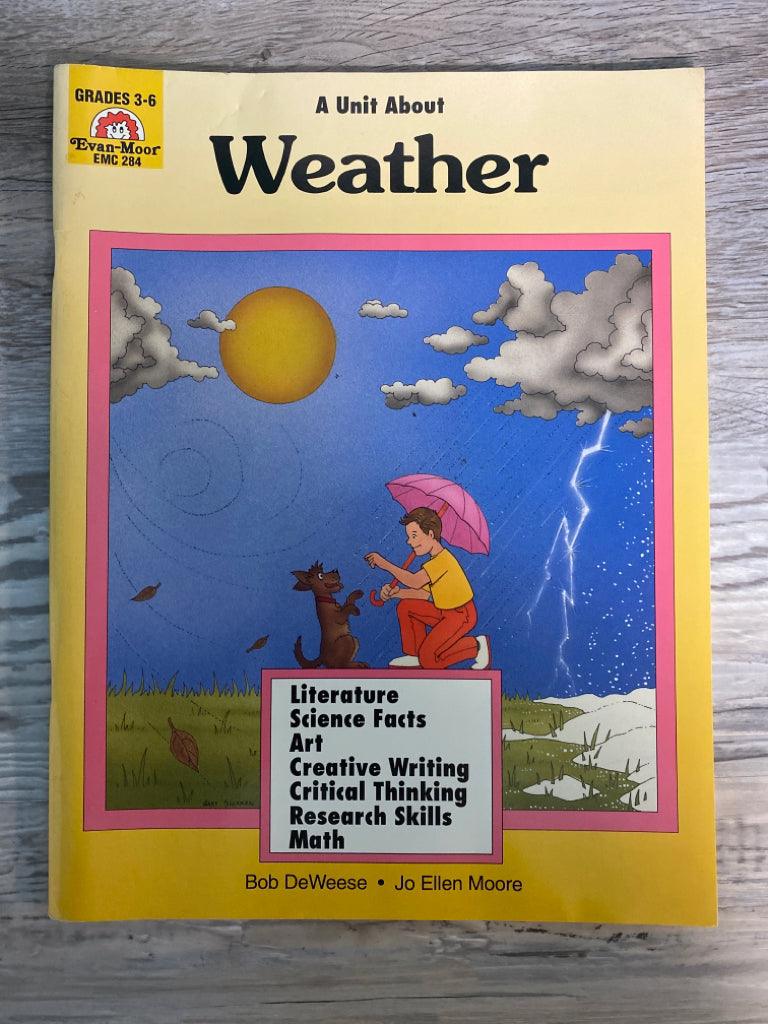 GRADES 3-6
Evan-Moor
EMC 284
A Unit About
Weather
Literature
Science Facts
Art
Creative Writing
Critical Thinking
Research Skills
Math
Bob DeWeese • Jo Ellen Moore